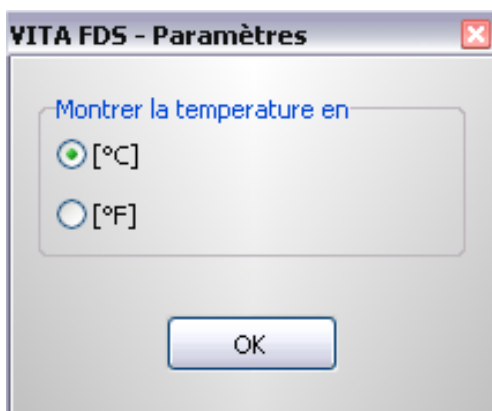 VITA FDS - Paramètres
Montrer la temperature en
[°C]
[°F]
OK